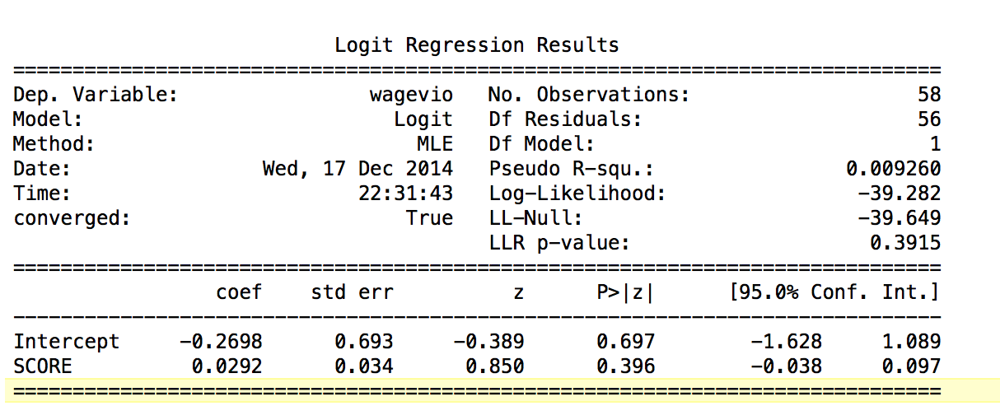 Logit Regression Results
==============================================================================
Dep. Variable:                wagevio   No. Observations:                   58
Model:                          Logit   Df Residuals:                       56
Method:                           MLE   Df Model:                            1
Date:                Wed, 17 Dec 2014   Pseudo R-squ.:                0.009260
Time:                        22:31:43   Log-Likelihood:                -39.282
converged:                       True   LL-Null:                       -39.649
                                        LLR p-value:                    0.3915
==============================================================================
                 coef    std err          z      P>|z|      [95.0% Conf. Int.]
------------------------------------------------------------------------------
Intercept     -0.2698      0.693     -0.389      0.697        -1.628     1.089
SCORE          0.0292      0.034      0.850      0.396        -0.038     0.097
==============================================================================